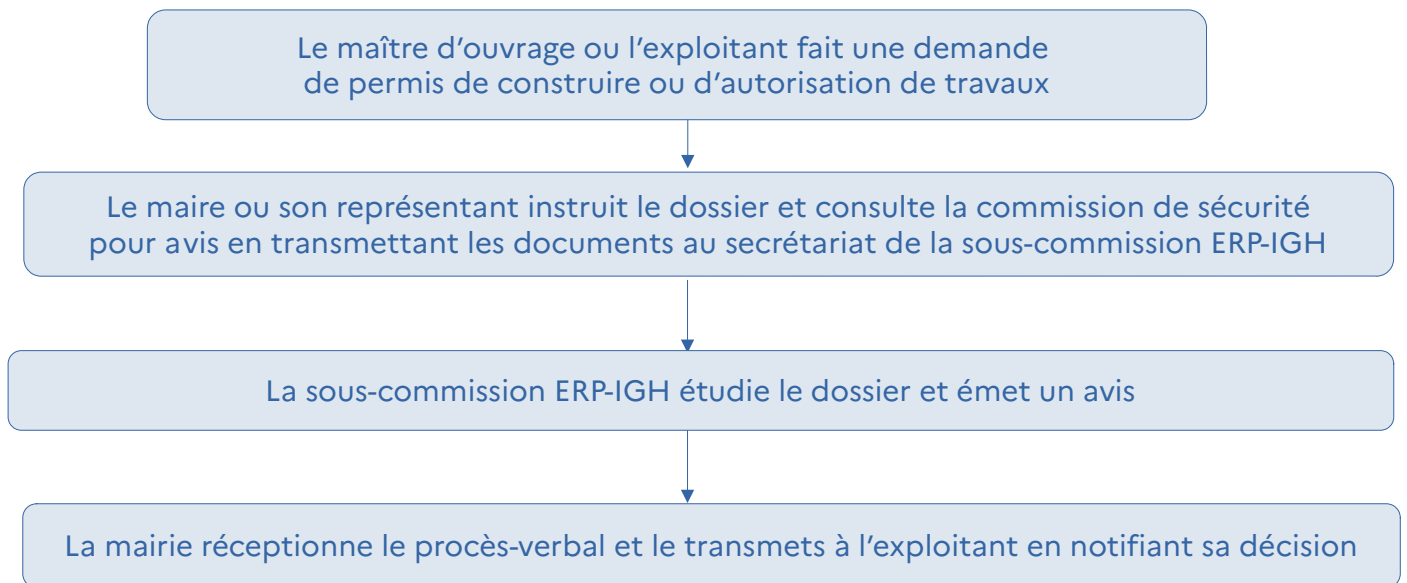 Le maître d’ouvrage ou l’exploitant fait une demande
de permis de construire ou d’autorisation de travaux
Le maire ou son représentant instruit le dossier et consulte la commission de sécurité
pour avis en transmettant les documents au secrétariat de la sous-commission ERP-IGH
La sous-commission ERP-IGH étudie le dossier et émet un avis
La mairie réceptionne le procès-verbal et le transmets à l’exploitant en notifiant sa décision